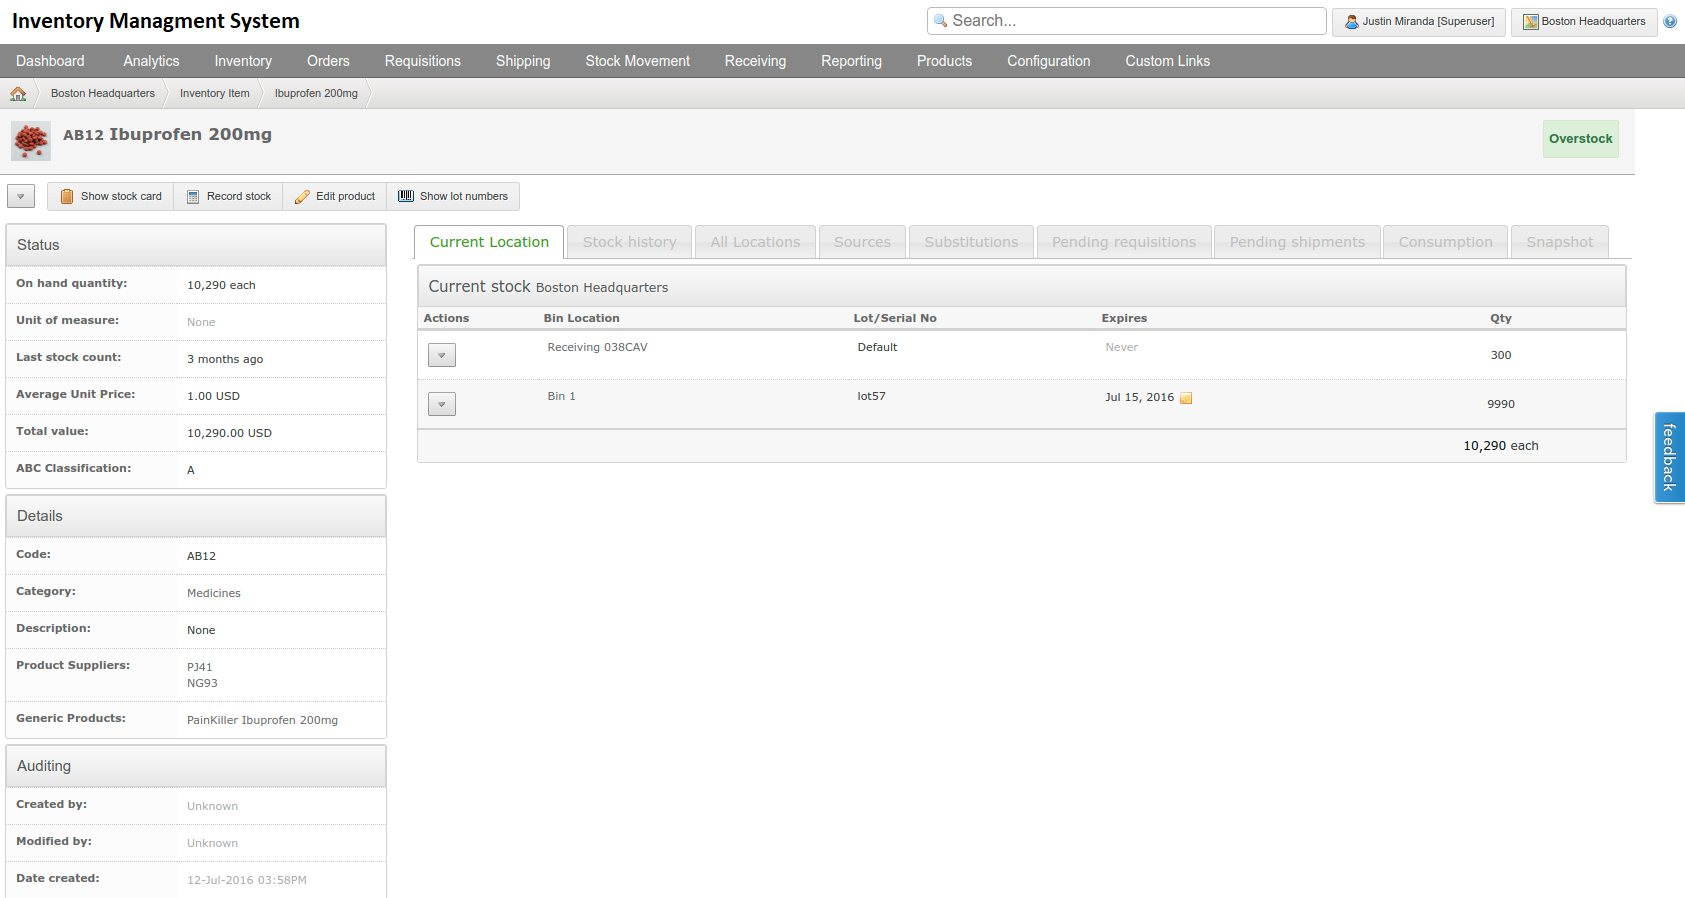 Inventory Managment System
Search...
Justin Miranda [Superuser]
Boston Headquarters
Dashboard Analytics Inventory Orders Requisitions Shipping Stock Movement Receiving Reporting Products Configuration Custom Links
Boston Headquarters Inventory Item Ibuprofen 200mg
AB12 Ibuprofen 200mg
Overstock
Show stock card Record stock Edit product Show lot numbers
Status
On hand quantity: 10,290 each
Unit of measure: None
Last stock count: 3 months ago
Average Unit Price: 1.00 USD
Total value: 10,290.00 USD
ABC Classification: A
Details
Code: AB12
Category: Medicines
Description: None
Product Suppliers: PJ41
NG93
Generic Products: PainKiller Ibuprofen 200mg
Auditing
Created by: Unknown
Modified by: Unknown
Date created: 12-Jul-2016 03:58PM
Current Location Stock history All Locations Sources Substitutions Pending requisitions Pending shipments Consumption Snapshot
Current stock Boston Headquarters
Actions Bin Location Lot/Serial No Expires Qty
Receiving 038CAV Default Never 300
Bin 1 lot57 Jul 15, 2016 9990
10,290 each
feedback